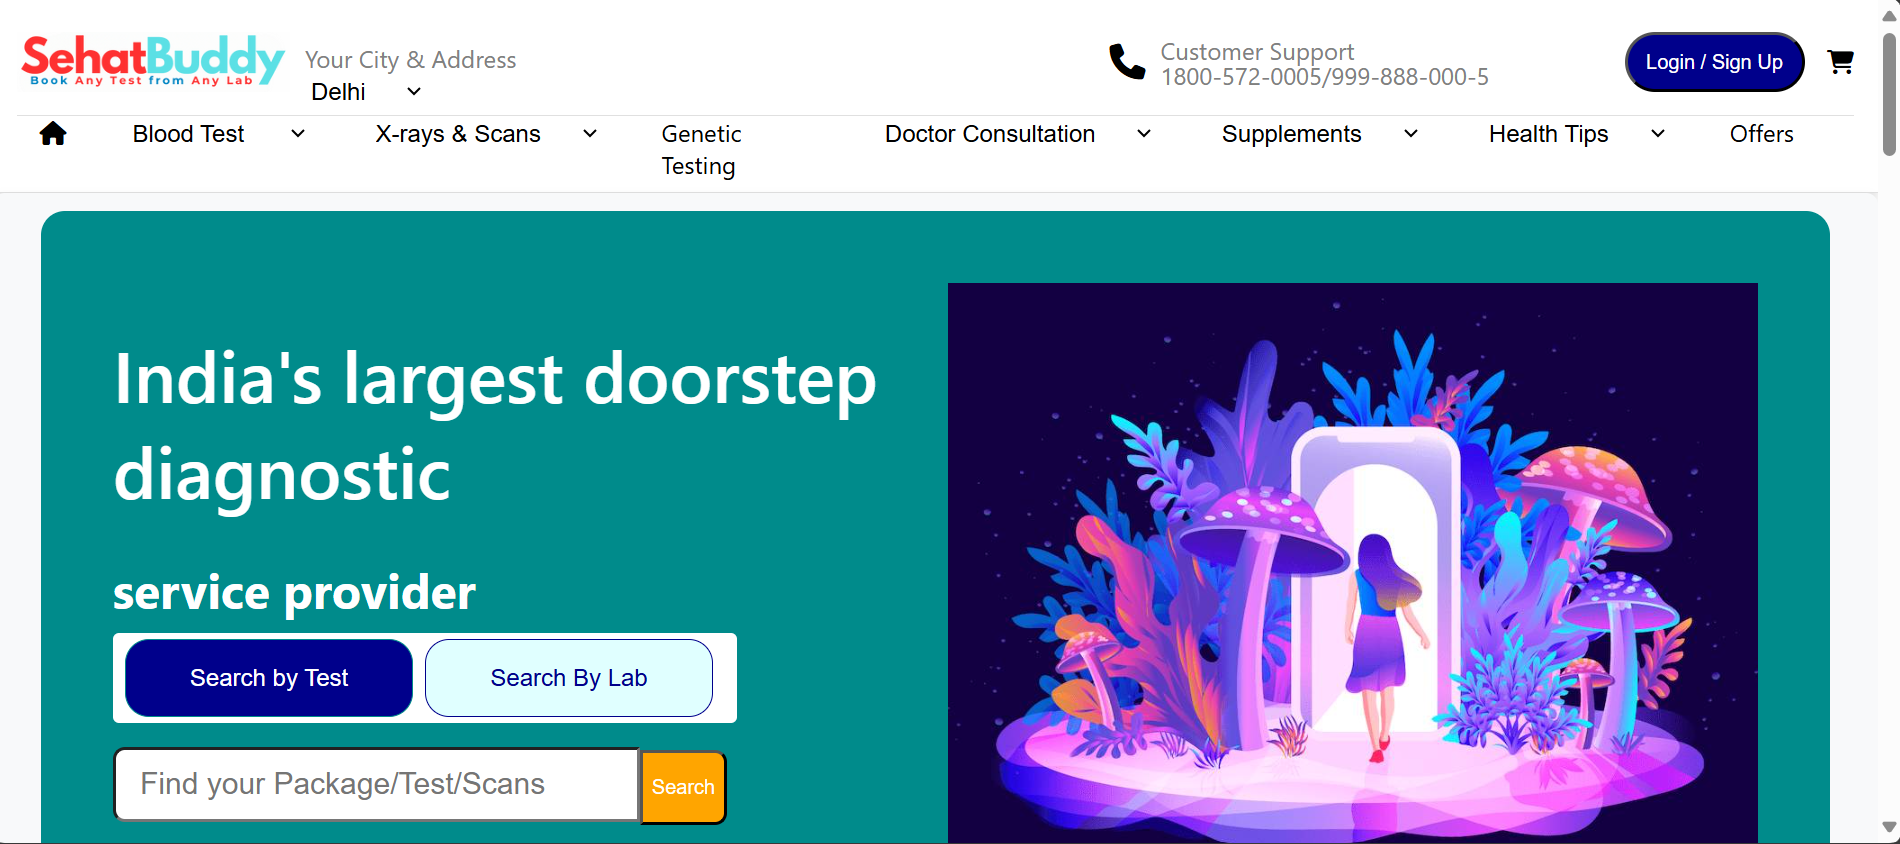 SehatBuddy
Book Any Test from Any Lab
Your City & Address
Delhi
Customer Support
1800-572-0005/999-888-000-5
Login / Sign Up
Blood Test
X-rays & Scans
Genetic
Testing
Doctor Consultation
Supplements
Health Tips
Offers
India's largest doorstep
diagnostic
service provider
Search by Test
Search By Lab
Find your Package/Test/Scans
Search